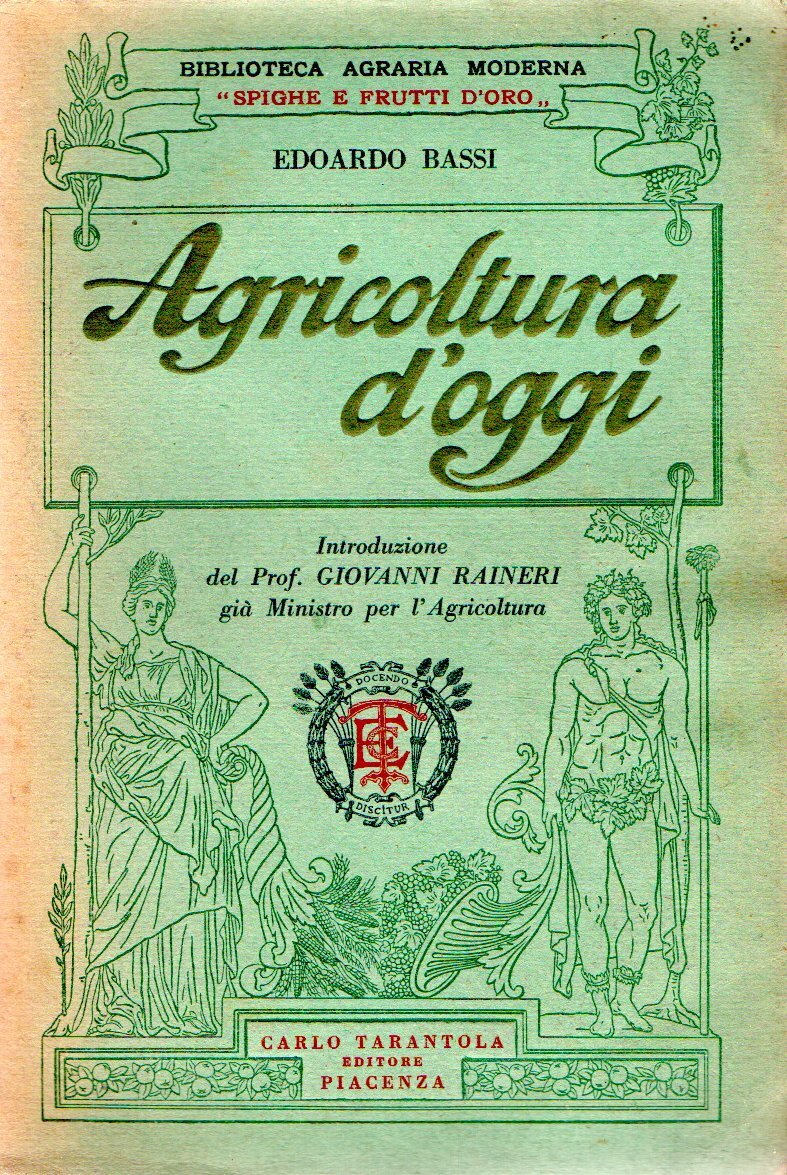 BIBLIOTECA AGRARIA MODERNA
“SPIGHE E FRUTTI D'ORO„
EDOARDO BASSI
Agricoltura
d'oggi
Introduzione
del Prof. GIOVANNI RAINERI
già Ministro per l'Agricoltura
DOCENDO
DISCITUR
CARLO TARANTOLA
EDITORE
PIACENZA